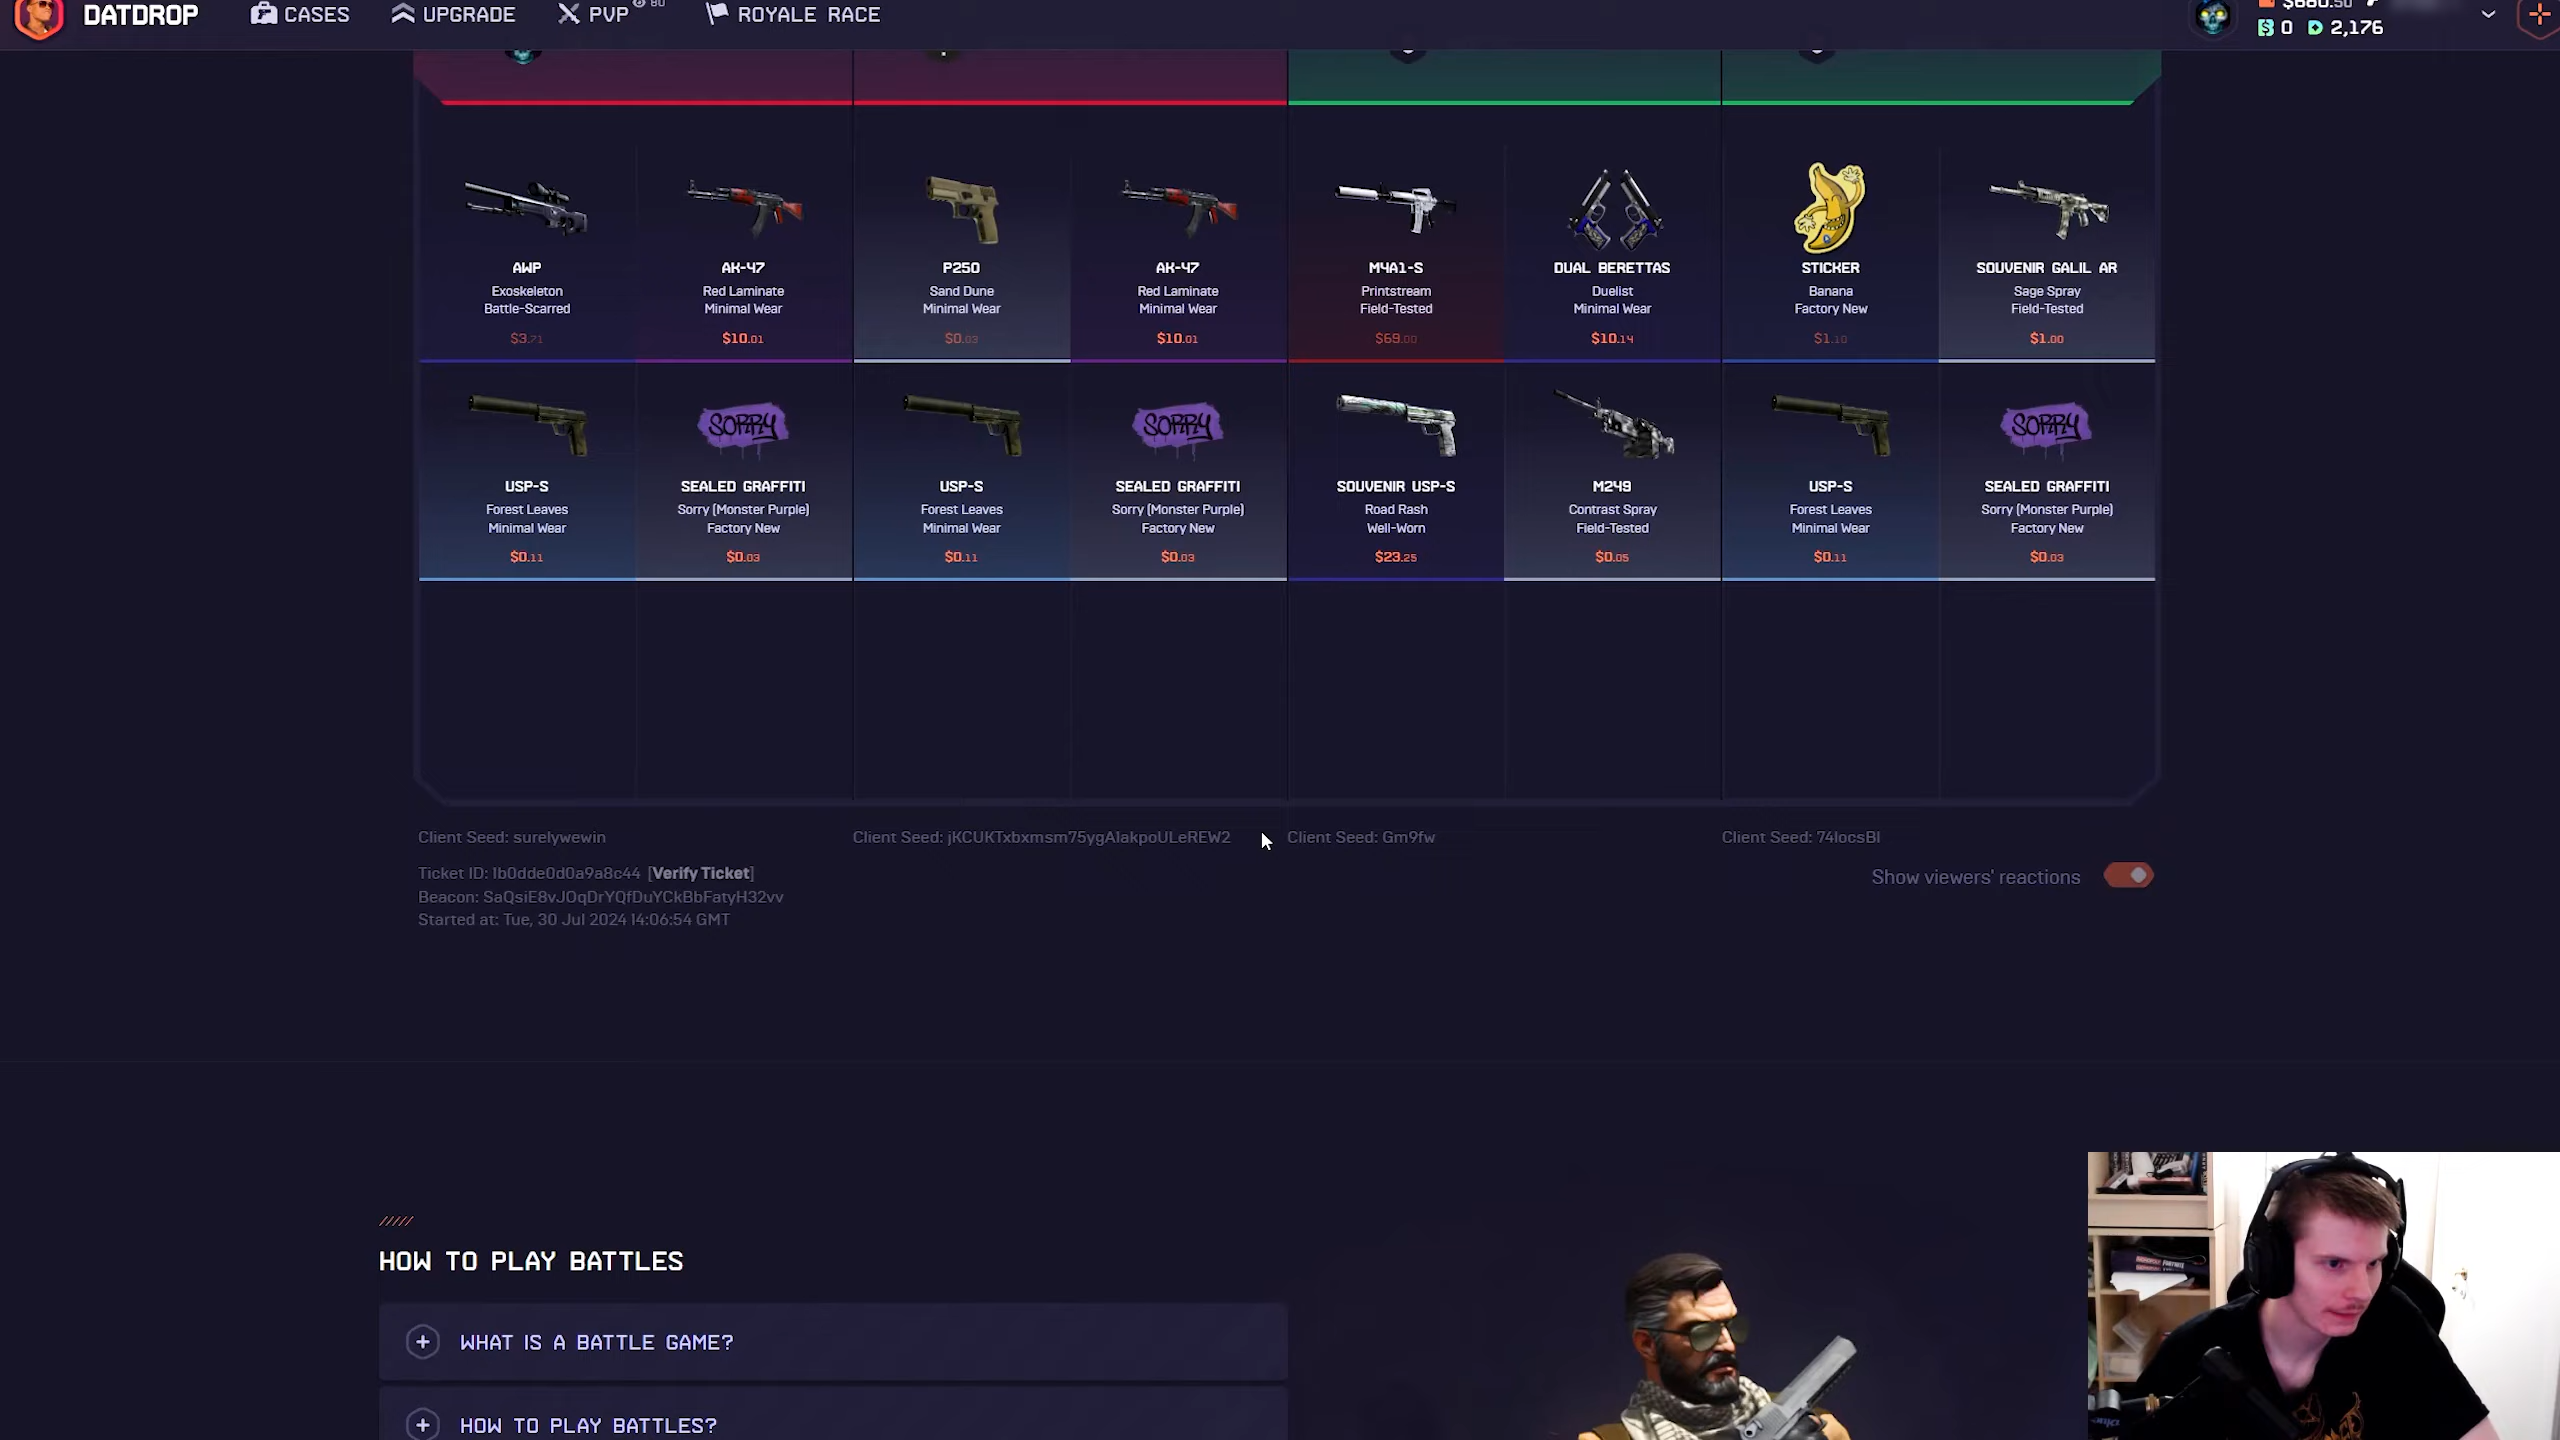 DATDROP
CASES
UPGRADE
PVP
80
ROYALE RACE
$680.50
0
2,176
AWP
Exoskeleton
Battle-Scarred
$3.71
AK-47
Red Laminate
Minimal Wear
$10.01
P250
Sand Dune
Minimal Wear
$0.03
AK-47
Red Laminate
Minimal Wear
$10.01
M4A1-S
Printstream
Field-Tested
$69.00
DUAL BERETTAS
Duelist
Minimal Wear
$10.14
STICKER
Banana
Factory New
$1.10
SOUVENIR GALIL AR
Sage Spray
Field-Tested
$1.00
USP-S
Forest Leaves
Minimal Wear
$0.11
SORRY
SEALED GRAFFITI
Sorry (Monster Purple)
Factory New
$0.03
USP-S
Forest Leaves
Minimal Wear
$0.11
SORRY
SEALED GRAFFITI
Sorry (Monster Purple)
Factory New
$0.03
SOUVENIR USP-S
Road Rash
Well-Worn
$23.25
M249
Contrast Spray
Field-Tested
$0.05
USP-S
Forest Leaves
Minimal Wear
$0.11
SORRY
SEALED GRAFFITI
Sorry (Monster Purple)
Factory New
$0.03
Client Seed: surelywewin
Client Seed: jKCUKTxbxmsm75ygAlakpoULeREW2
Client Seed: Gm9fw
Client Seed: 74locsBl
Ticket ID: 1b0dde0d0a9a8c44 [Verify Ticket]
Beacon: SaQsiE8vJOqDrYQfDuYCkBbFatyH32vv
Started at: Tue, 30 Jul 2024 14:06:54 GMT
Show viewers' reactions
HOW TO PLAY BATTLES
WHAT IS A BATTLE GAME?
HOW TO PLAY BATTLES?